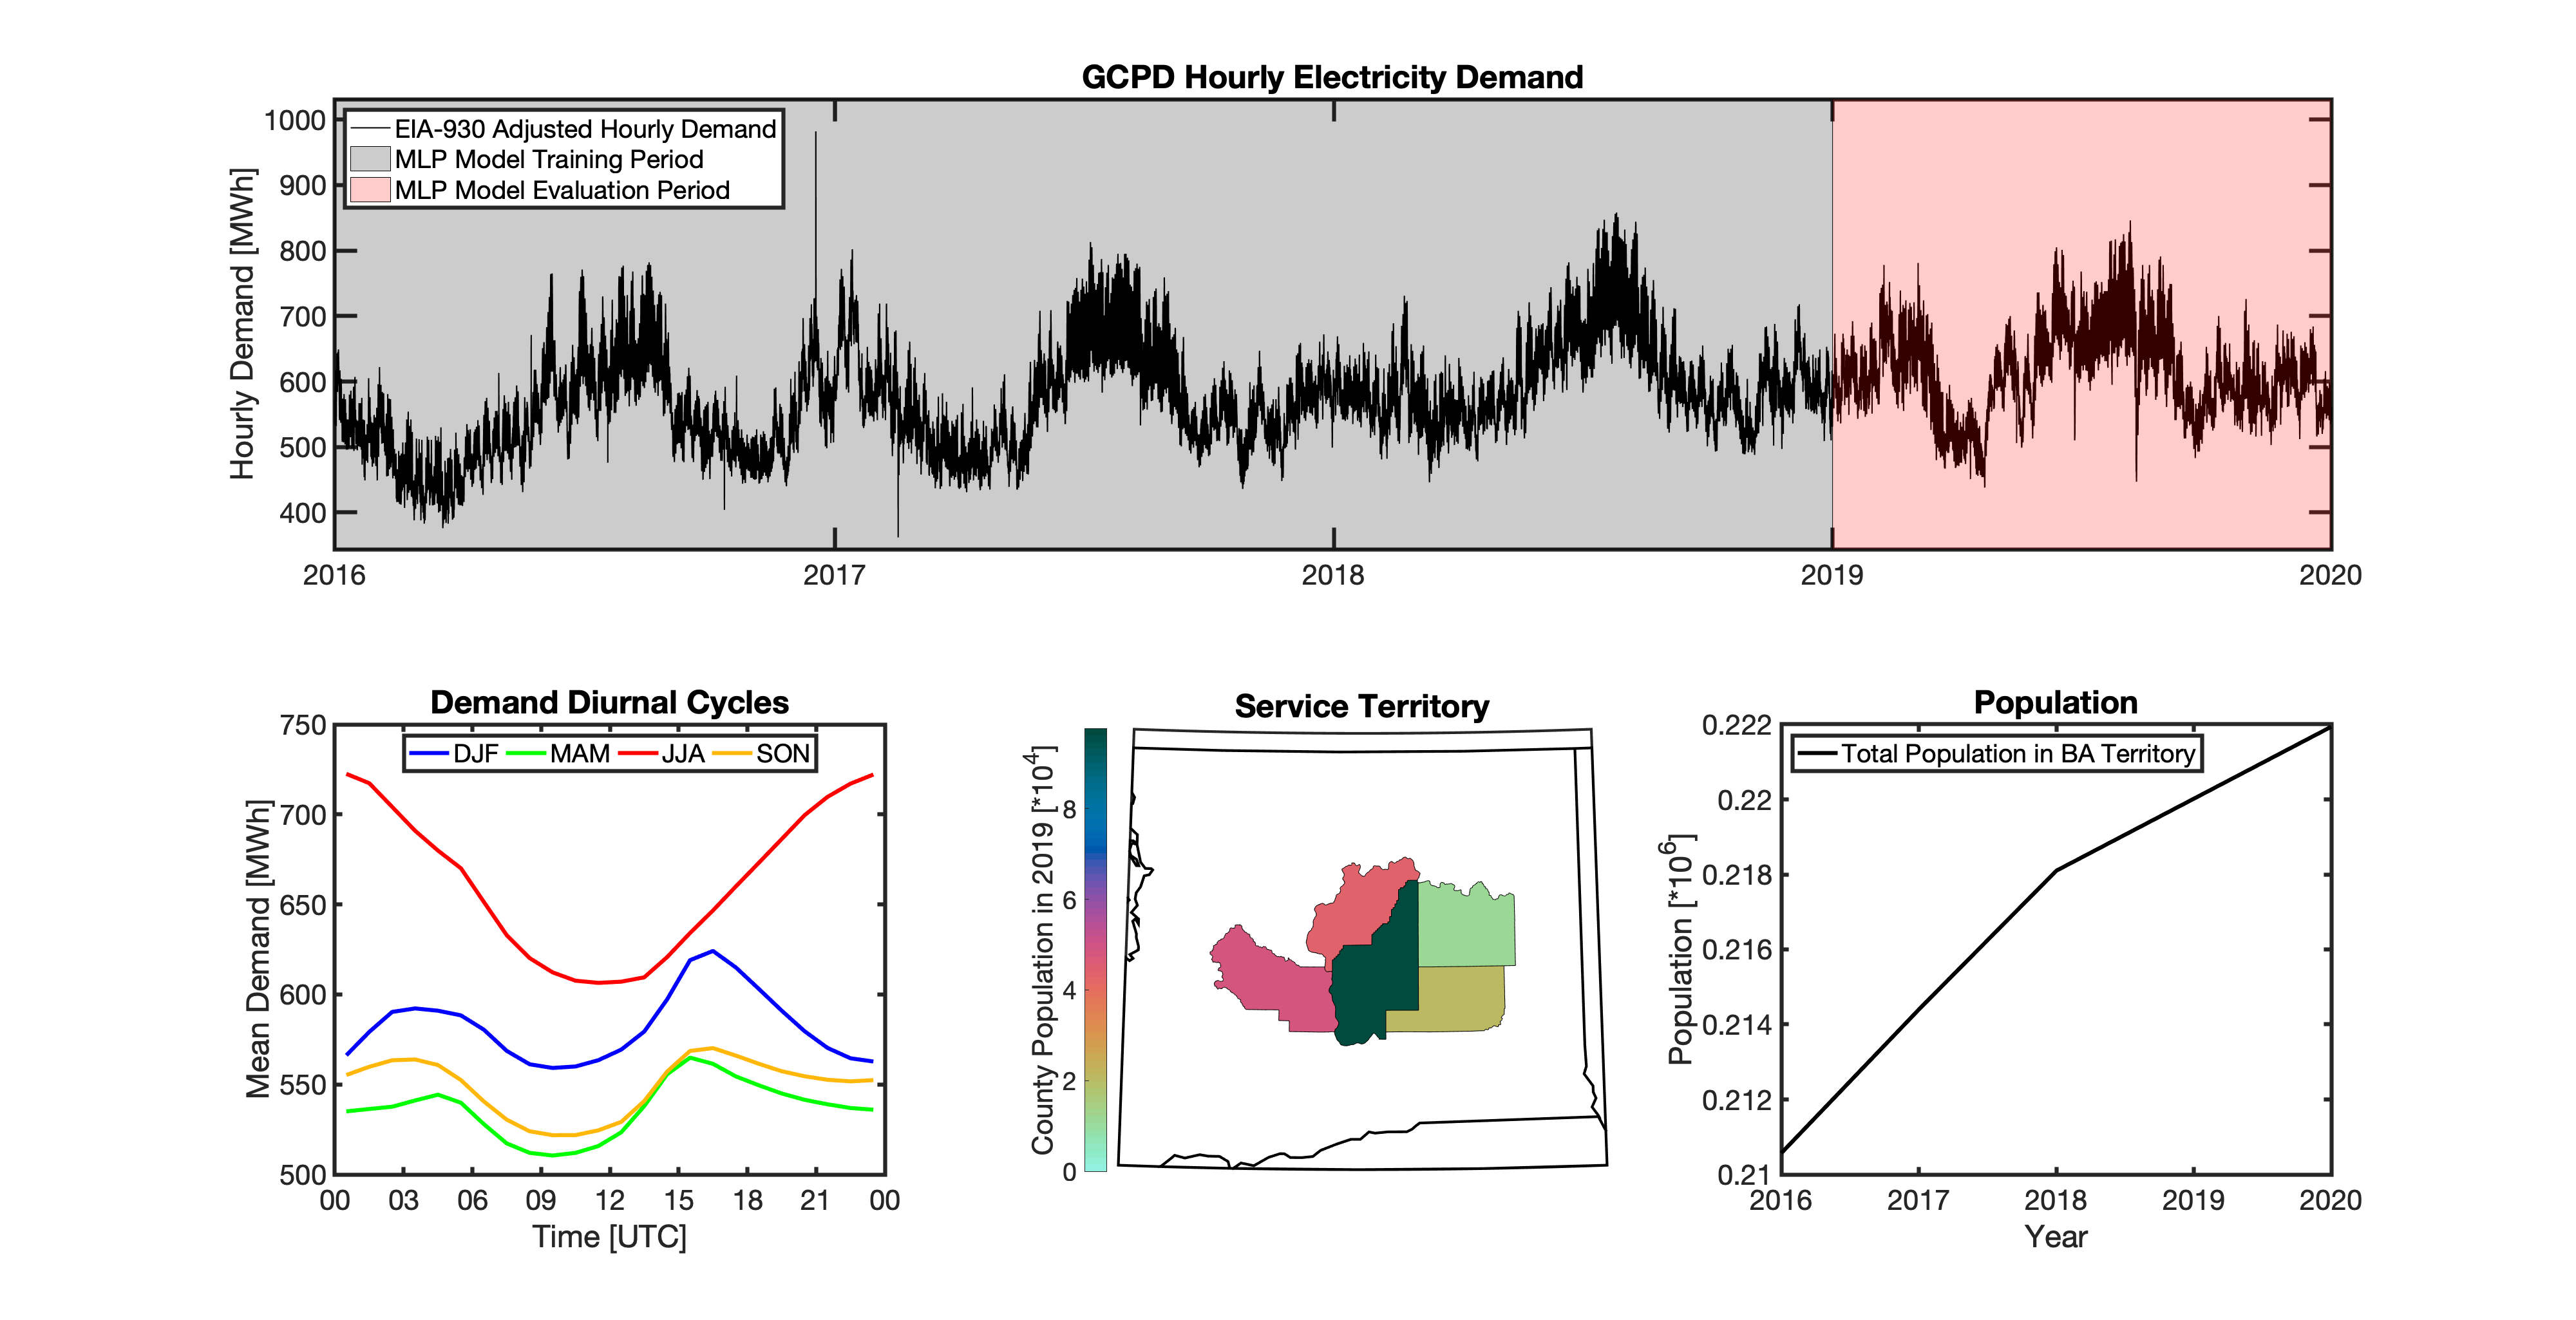 GCPD Hourly Electricity Demand
Hourly Demand [MWh]
1000
900
800
700
600
500
400
EIA-930 Adjusted Hourly Demand
MLP Model Training Period
MLP Model Evaluation Period
2016 2017 2018 2019 2020
Demand Diurnal Cycles
Mean Demand [MWh]
750
700
650
600
550
500
DJF MAM JJA SON
00 03 06 09 12 15 18 21 00
Time [UTC]
Service Territory
County Population in 2019 [*10^4]
8
6
4
2
0
Population
Population [*10^6]
0.222
0.22
0.218
0.216
0.214
0.212
0.21
Total Population in BA Territory
2016 2017 2018 2019 2020
Year